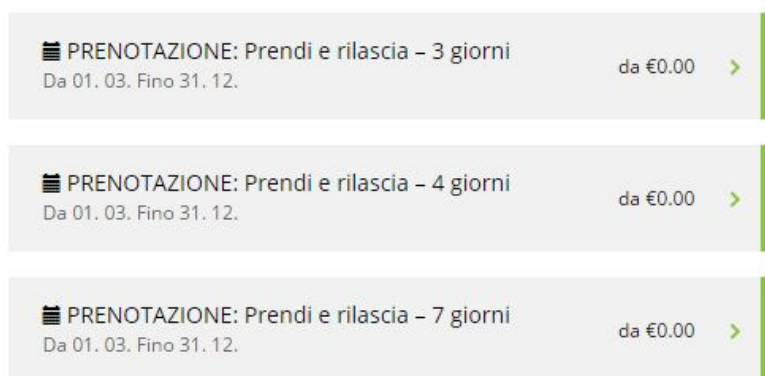 PRENOTAZIONE: Prendi e rilascia – 3 giorni
Da 01. 03. Fino 31. 12.
da €0.00
PRENOTAZIONE: Prendi e rilascia – 4 giorni
Da 01. 03. Fino 31. 12.
da €0.00
PRENOTAZIONE: Prendi e rilascia – 7 giorni
Da 01. 03. Fino 31. 12.
da €0.00